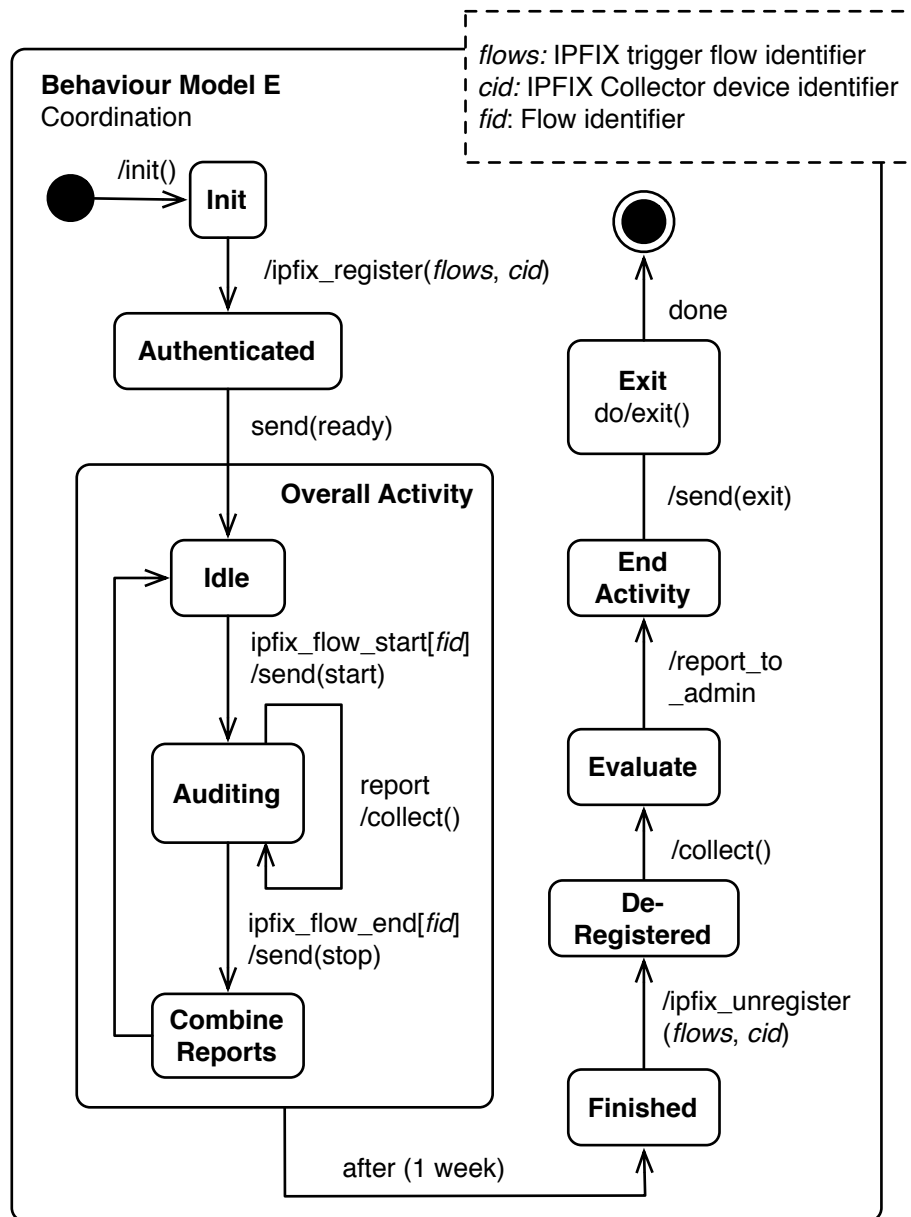 flows: IPFIX trigger flow identifier
cid: IPFIX Collector device identifier
fid: Flow identifier
Behaviour Model E
Coordination
/init()
Init
/ipfix_register(flows, cid)
Authenticated
send(ready)
Overall Activity
Idle
ipfix_flow_start[fid]
/send(start)
Auditing
report
/collect()
ipfix_flow_end[fid]
/send(stop)
Combine
Reports
after (1 week)
Finished
/ipfix_unregister
(flows, cid)
De-
Registered
/collect()
Evaluate
/report_to
_admin
End
Activity
/send(exit)
Exit
do/exit()
done